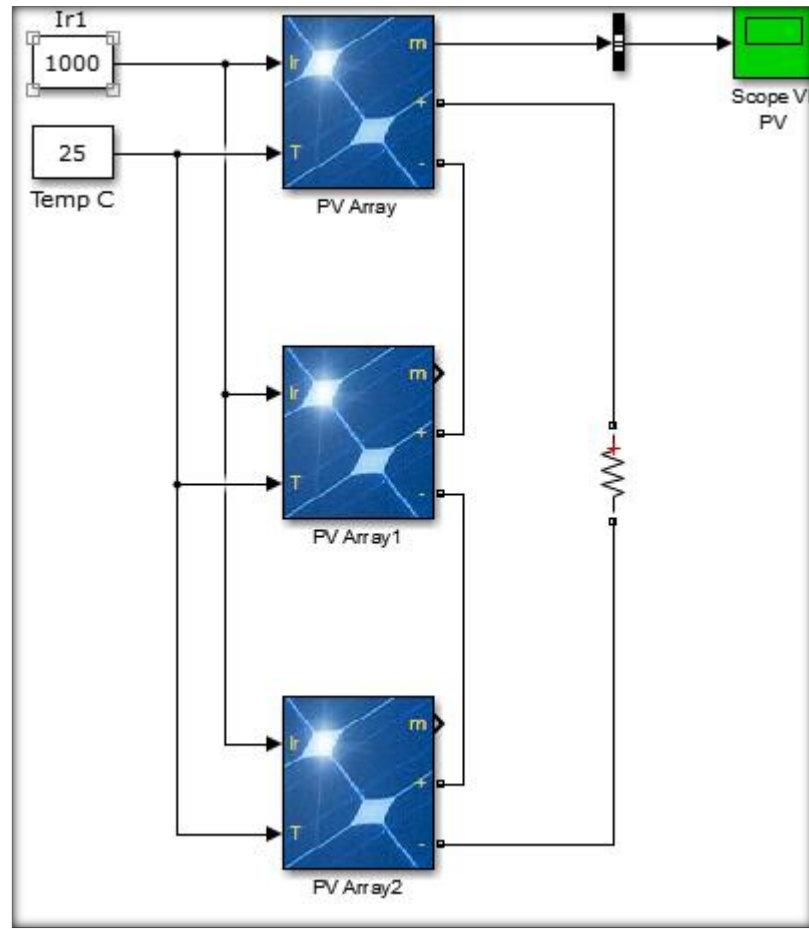 Ir1
1000
25
Temp C
Ir
T
m
+
-
PV Array
Scope V
PV
Ir
T
m
+
-
PV Array1
Ir
T
m
+
-
PV Array2